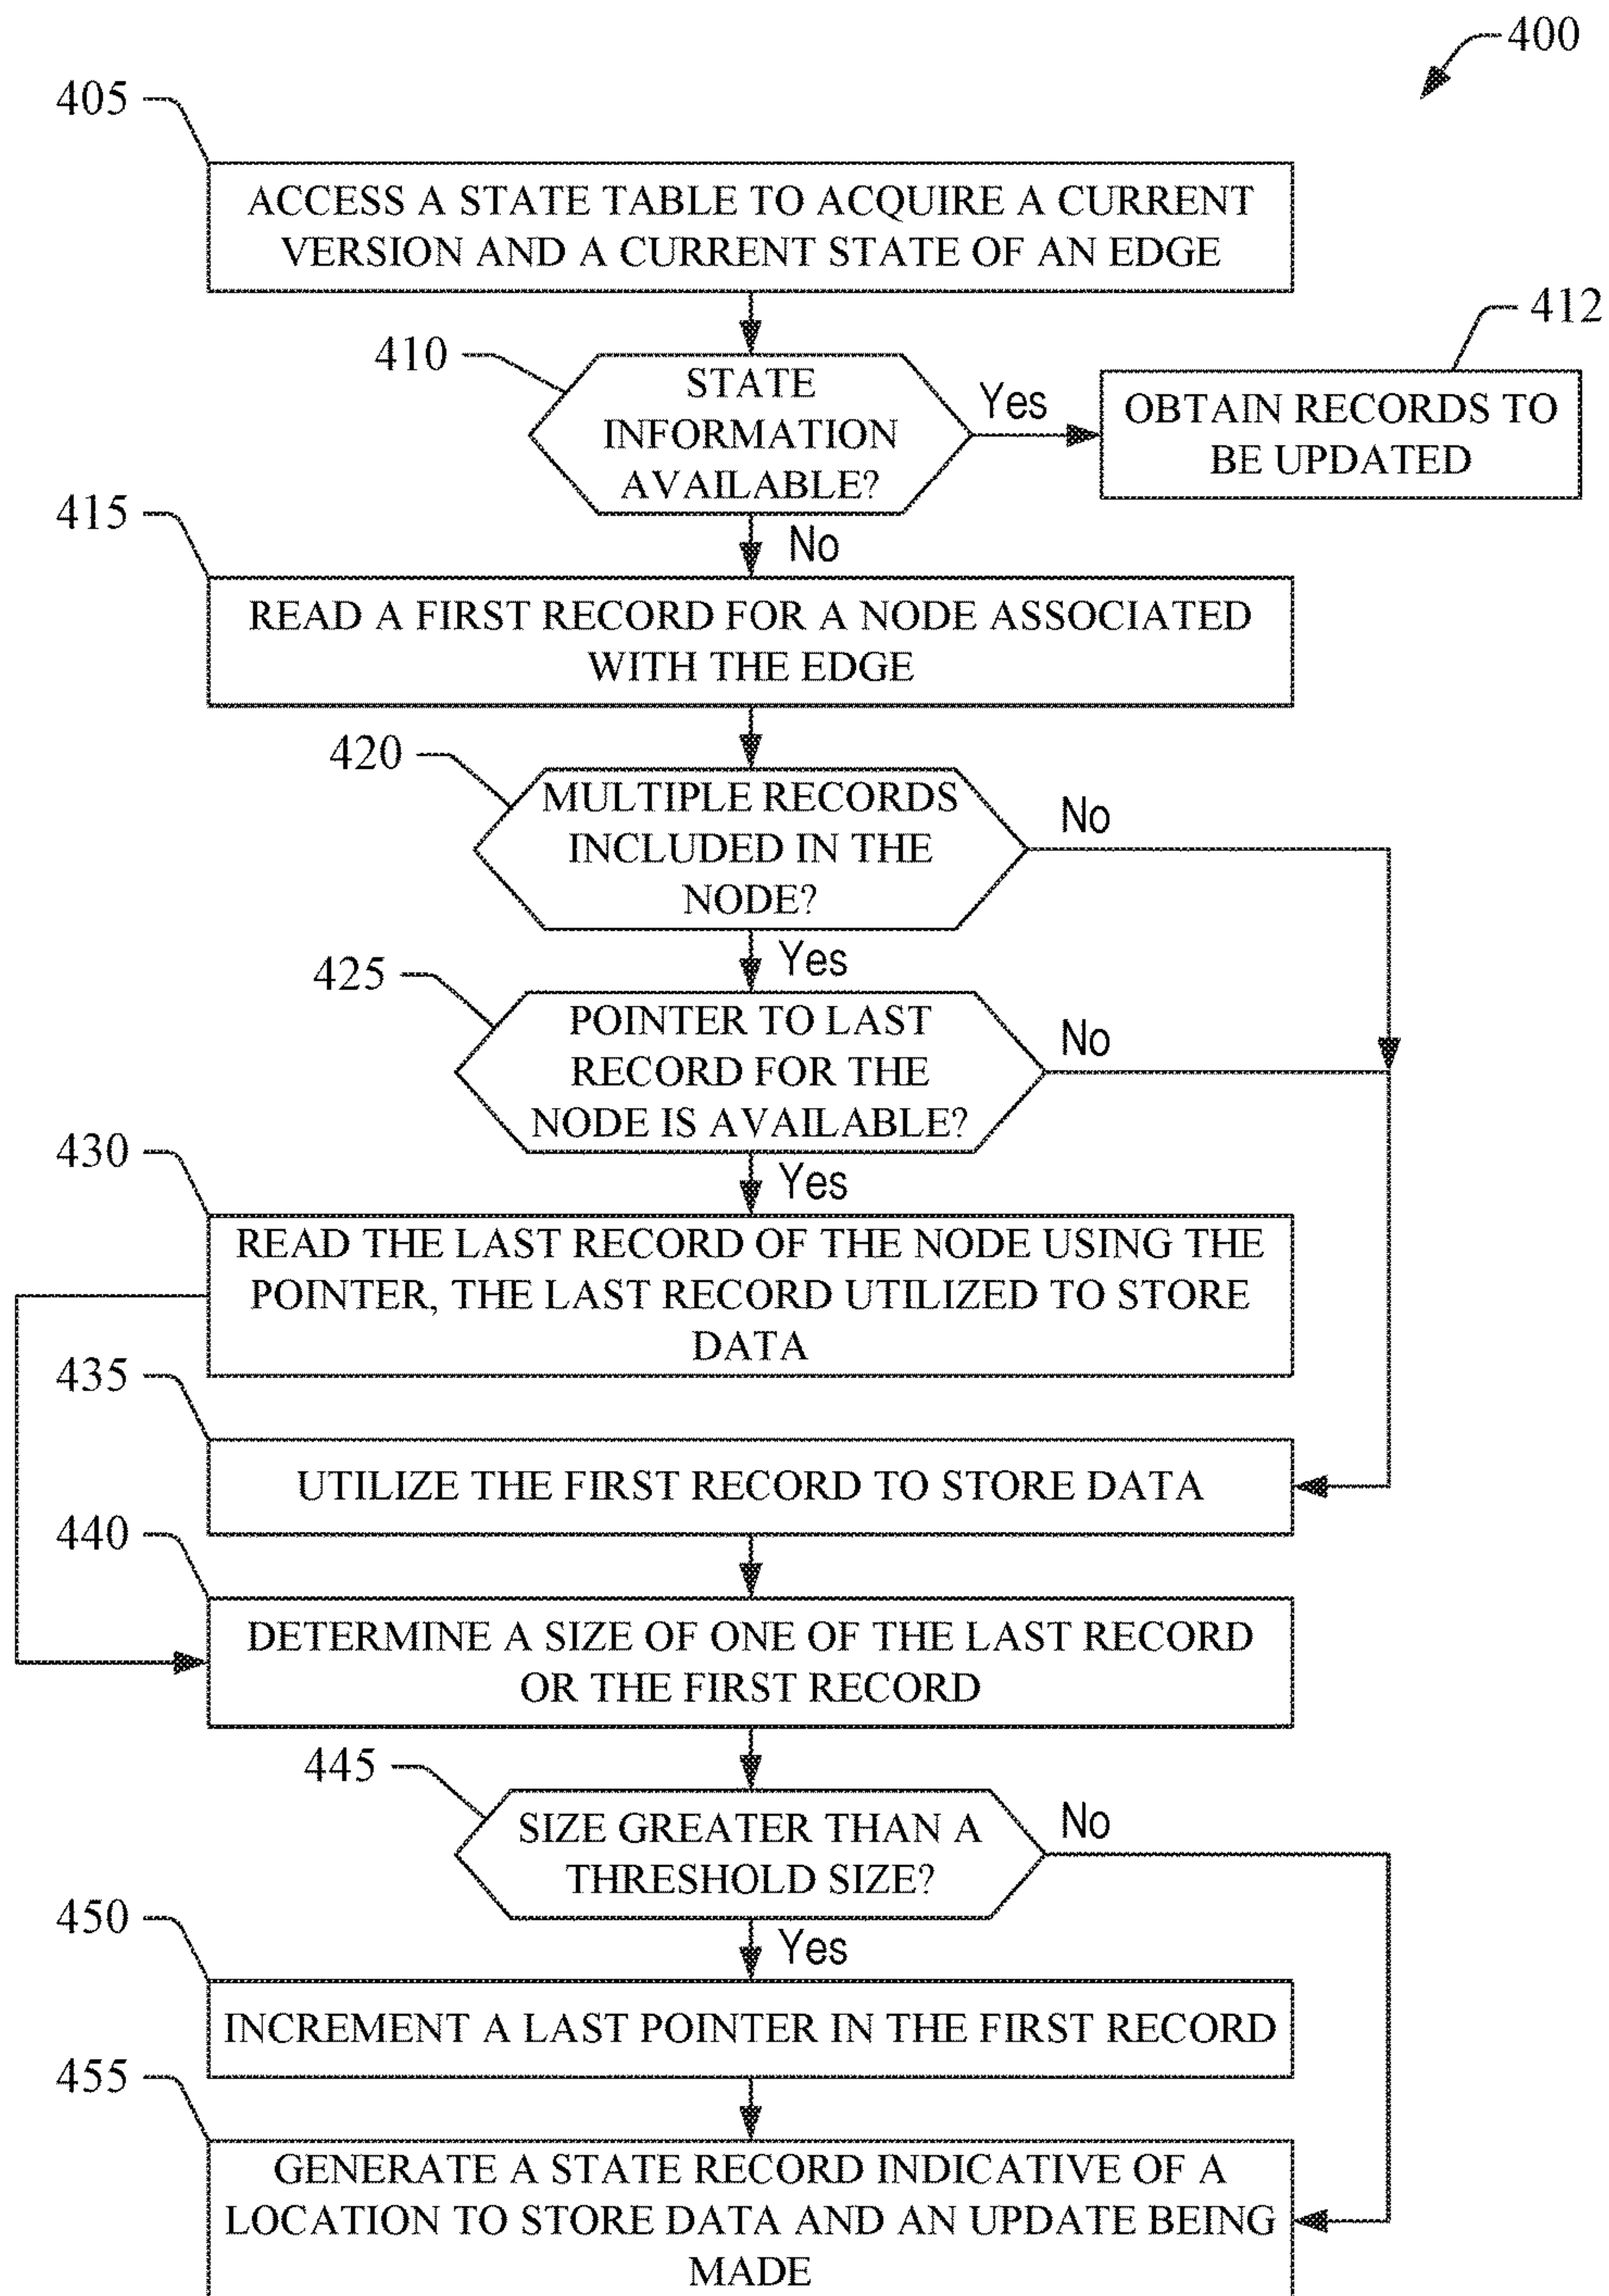 400
405
ACCESS A STATE TABLE TO ACQUIRE A CURRENT
VERSION AND A CURRENT STATE OF AN EDGE
410
STATE
INFORMATION
AVAILABLE?
Yes
412
OBTAIN RECORDS TO
BE UPDATED
No
415
READ A FIRST RECORD FOR A NODE ASSOCIATED
WITH THE EDGE
420
MULTIPLE RECORDS
INCLUDED IN THE
NODE?
No
Yes
425
POINTER TO LAST
RECORD FOR THE
NODE IS AVAILABLE?
No
Yes
430
READ THE LAST RECORD OF THE NODE USING THE
POINTER, THE LAST RECORD UTILIZED TO STORE
DATA
435
UTILIZE THE FIRST RECORD TO STORE DATA
440
DETERMINE A SIZE OF ONE OF THE LAST RECORD
OR THE FIRST RECORD
445
SIZE GREATER THAN A
THRESHOLD SIZE?
No
Yes
450
INCREMENT A LAST POINTER IN THE FIRST RECORD
455
GENERATE A STATE RECORD INDICATIVE OF A
LOCATION TO STORE DATA AND AN UPDATE BEING
MADE